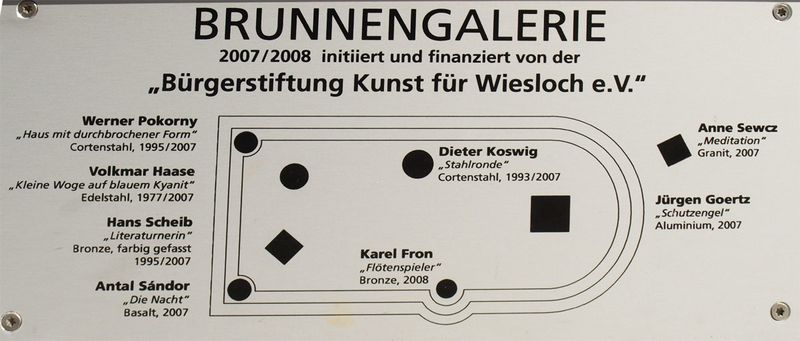 BRUNNENGALERIE
2007/2008 initiiert und finanziert von der
„Bürgerstiftung Kunst für Wiesloch e.V.“
Werner Pokorny
„Haus mit durchbrochener Form“
Cortenstahl, 1995/2007
Volkmar Haase
„Kleine Woge auf blauem Kyanit“
Edelstahl, 1977/2007
Hans Scheib
„Literaturnerin“
Bronze, farbig gefasst
1995/2007
Antal Sándor
„Die Nacht“
Basalt, 2007
Dieter Koswig
„Stahlronde“
Cortenstahl, 1993/2007
Karel Fron
„Flötenspieler“
Bronze, 2008
Anne Sewcz
„Meditation“
Granit, 2007
Jürgen Goertz
„Schutzengel“
Aluminium, 2007